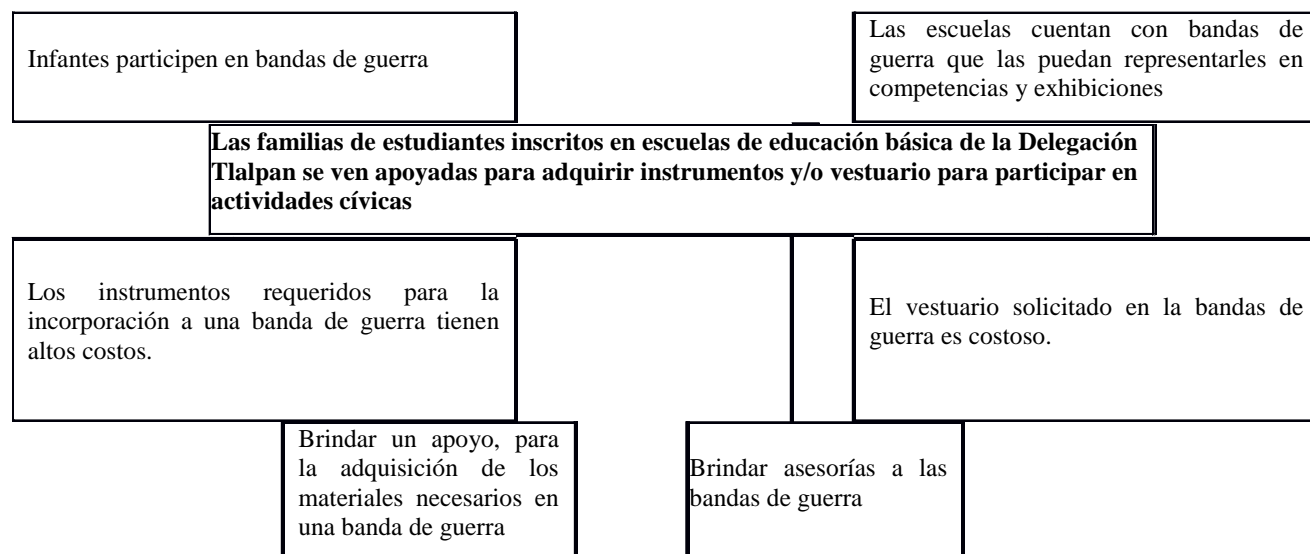 Infantes participen en bandas de guerra
Las escuelas cuentan con bandas de
guerra que las puedan representarles en
competencias y exhibiciones
Las familias de estudiantes inscritos en escuelas de educación básica de la Delegación
Tlalpan se ven apoyadas para adquirir instrumentos y/o vestuario para participar en
actividades cívicas
Los instrumentos requeridos para la
incorporación a una banda de guerra tienen
altos costos.
El vestuario solicitado en la bandas de
guerra es costoso.
Brindar un apoyo, para
la adquisición de los
materiales necesarios en
una banda de guerra
Brindar asesorías a las
bandas de guerra